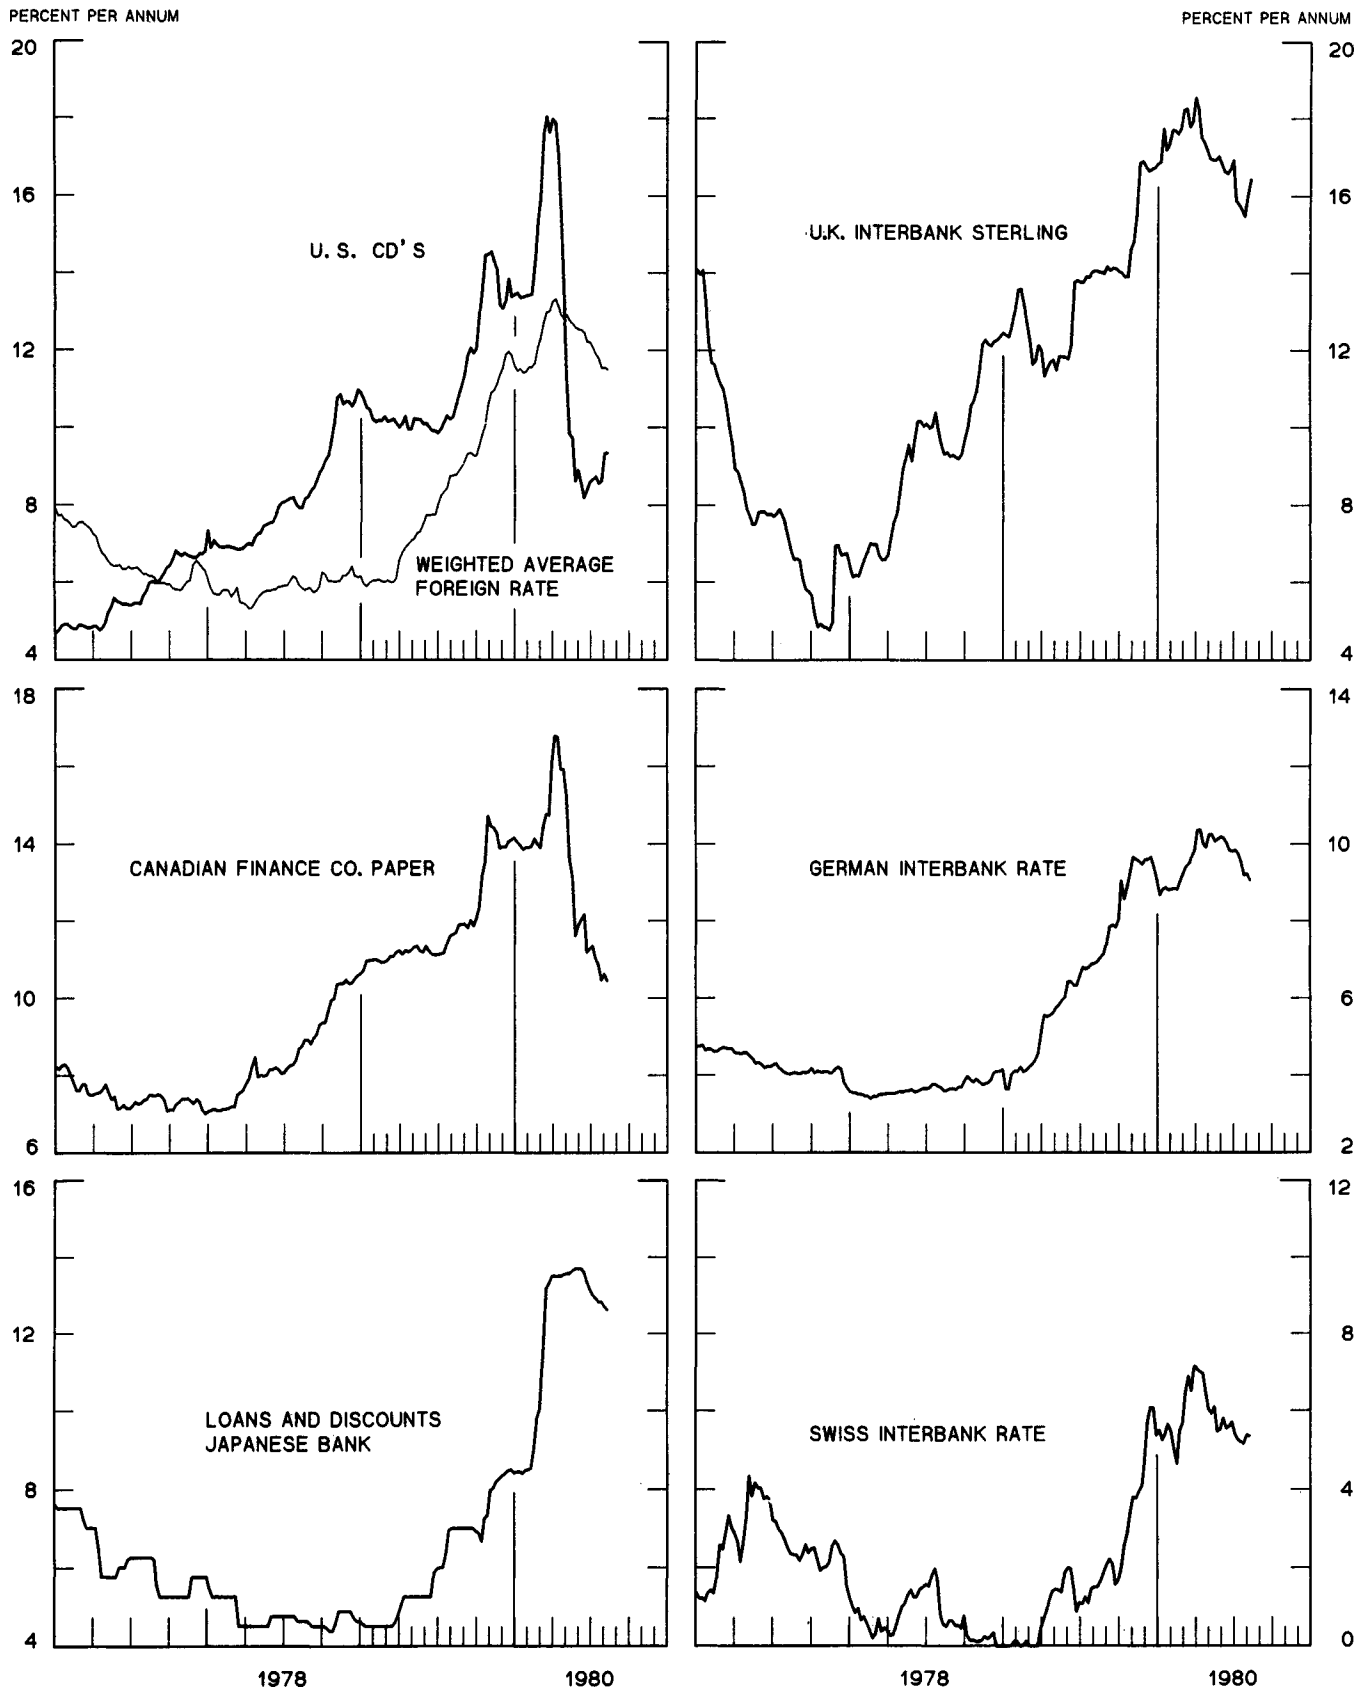 PERCENT PER ANNUM
PERCENT PER ANNUM
20
16
12
8
4
U. S. CD'S
WEIGHTED AVERAGE
FOREIGN RATE
20
16
12
8
4
U.K. INTERBANK STERLING
18
14
10
6
CANADIAN FINANCE CO. PAPER
14
10
6
2
GERMAN INTERBANK RATE
16
12
8
4
LOANS AND DISCOUNTS
JAPANESE BANK
12
8
4
0
SWISS INTERBANK RATE
1978
1980
1978
1980